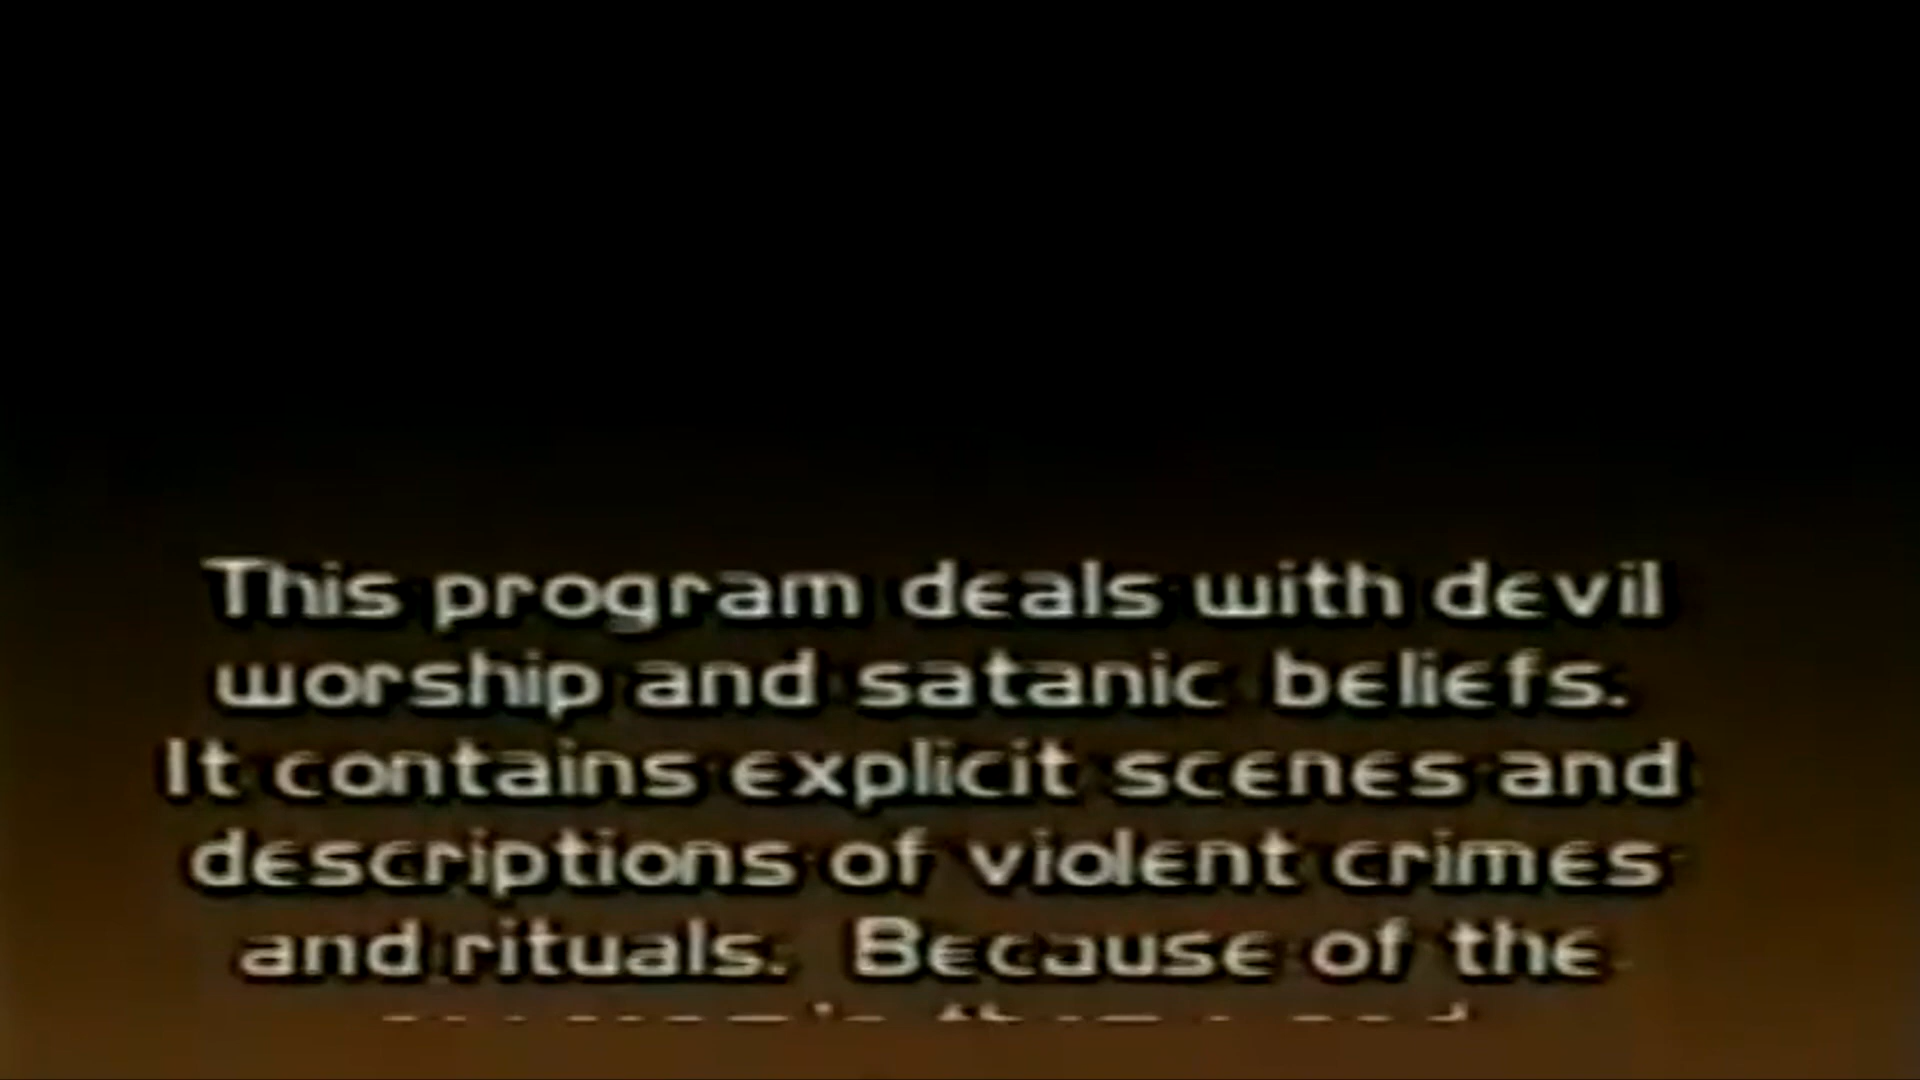 This program deals with devil
worship and satanic beliefs.
It contains explicit scenes and
descriptions of violent crimes
and rituals. Because of the